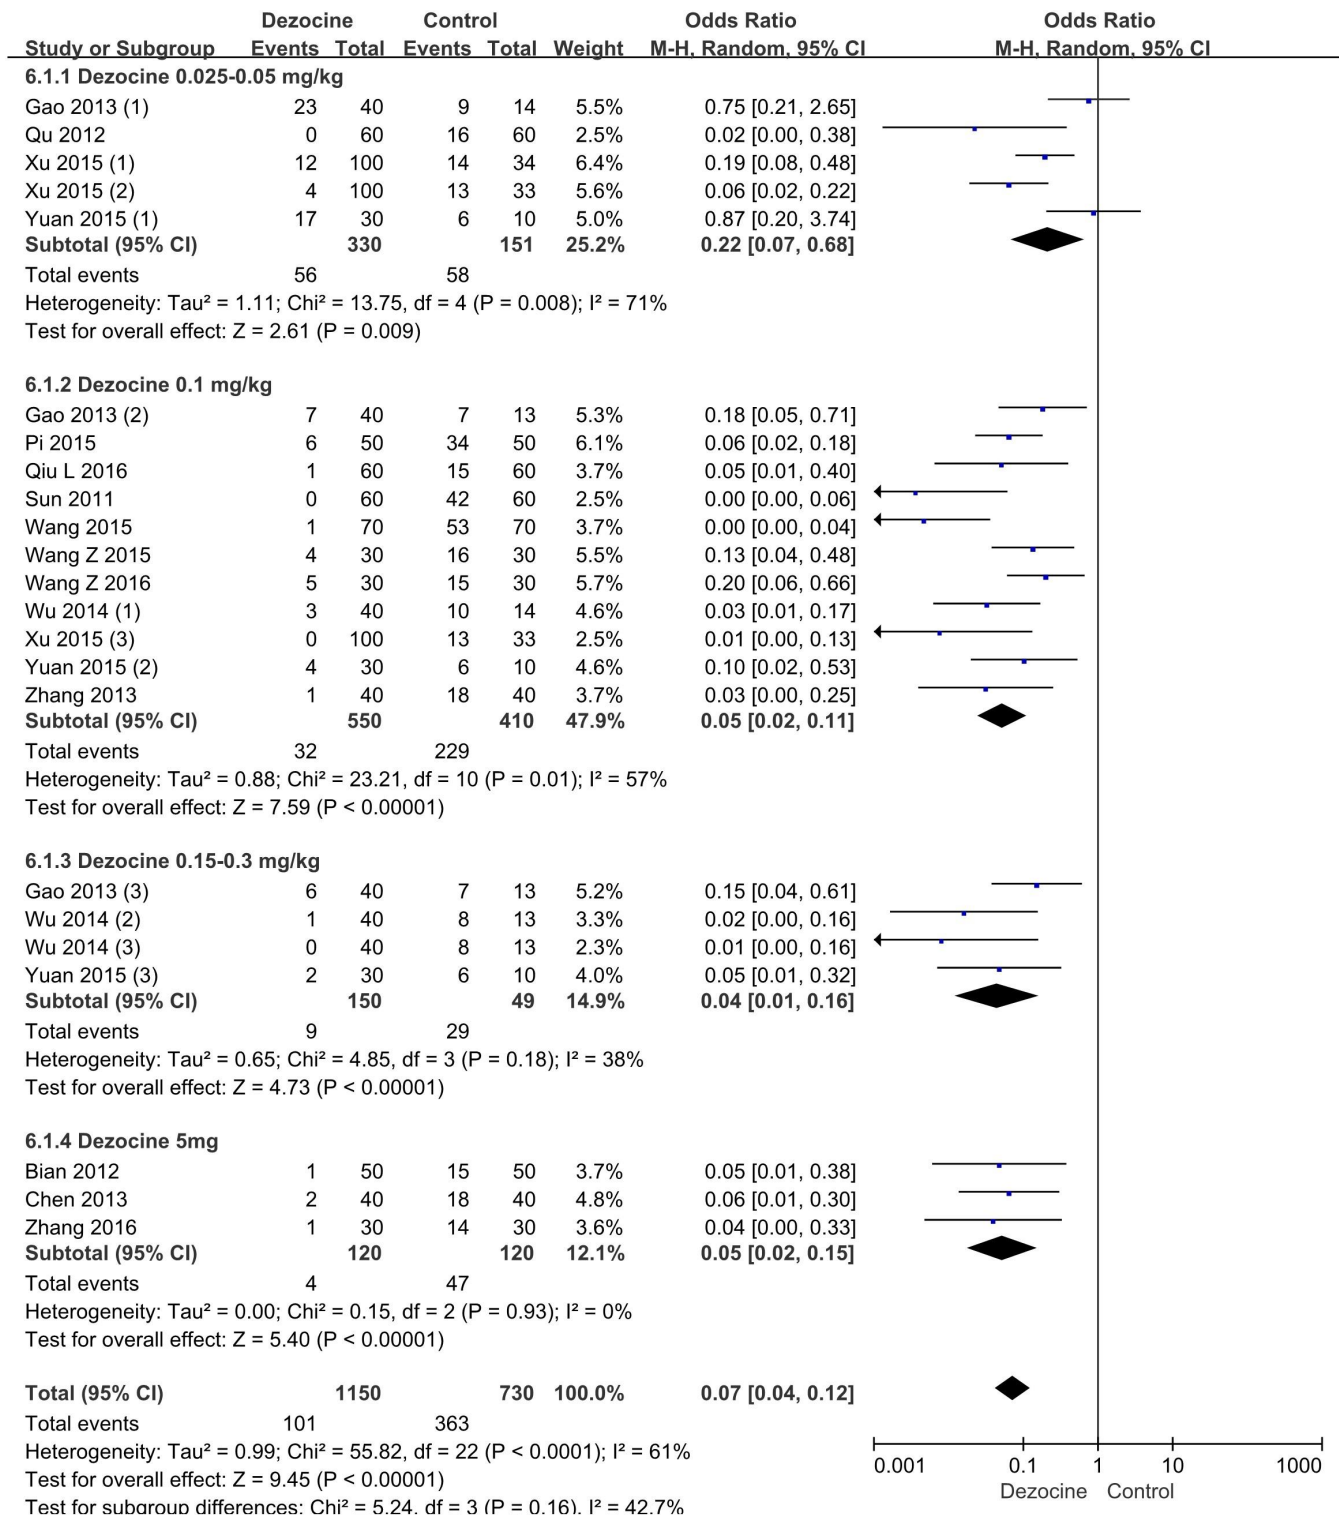 Dezocine Control Odds Ratio Odds Ratio
Study or Subgroup Events Total Events Total Weight M-H, Random, 95% CI M-H, Random, 95% CI
6.1.1 Dezocine 0.025-0.05 mg/kg
Gao 2013 (1) 23 40 9 14 5.5% 0.75 [0.21, 2.65]
Qu 2012 0 60 16 60 2.5% 0.02 [0.00, 0.38]
Xu 2015 (1) 12 100 14 34 6.4% 0.19 [0.08, 0.48]
Xu 2015 (2) 4 100 13 33 5.6% 0.06 [0.02, 0.22]
Yuan 2015 (1) 17 30 6 10 5.0% 0.87 [0.20, 3.74]
Subtotal (95% CI) 330 151 25.2% 0.22 [0.07, 0.68]
Total events 56 58
Heterogeneity: Tau² = 1.11; Chi² = 13.75, df = 4 (P = 0.008); I² = 71%
Test for overall effect: Z = 2.61 (P = 0.009)
6.1.2 Dezocine 0.1 mg/kg
Gao 2013 (2) 7 40 7 13 5.3% 0.18 [0.05, 0.71]
Pi 2015 6 50 34 50 6.1% 0.06 [0.02, 0.18]
Qiu L 2016 1 60 15 60 3.7% 0.05 [0.01, 0.40]
Sun 2011 0 60 42 60 2.5% 0.00 [0.00, 0.06]
Wang 2015 1 70 53 70 3.7% 0.00 [0.00, 0.04]
Wang Z 2015 4 30 16 30 5.5% 0.13 [0.04, 0.48]
Wang Z 2016 5 30 15 30 5.7% 0.20 [0.06, 0.66]
Wu 2014 (1) 3 40 10 14 4.6% 0.03 [0.01, 0.17]
Xu 2015 (3) 0 100 13 33 2.5% 0.01 [0.00, 0.13]
Yuan 2015 (2) 4 30 6 10 4.6% 0.10 [0.02, 0.53]
Zhang 2013 1 40 18 40 3.7% 0.03 [0.00, 0.25]
Subtotal (95% CI) 550 410 47.9% 0.05 [0.02, 0.11]
Total events 32 229
Heterogeneity: Tau² = 0.88; Chi² = 23.21, df = 10 (P = 0.01); I² = 57%
Test for overall effect: Z = 7.59 (P < 0.00001)
6.1.3 Dezocine 0.15-0.3 mg/kg
Gao 2013 (3) 6 40 7 13 5.2% 0.15 [0.04, 0.61]
Wu 2014 (2) 1 40 8 13 3.3% 0.02 [0.00, 0.16]
Wu 2014 (3) 0 40 8 13 2.3% 0.01 [0.00, 0.16]
Yuan 2015 (3) 2 30 6 10 4.0% 0.05 [0.01, 0.32]
Subtotal (95% CI) 150 49 14.9% 0.04 [0.01, 0.16]
Total events 9 29
Heterogeneity: Tau² = 0.65; Chi² = 4.85, df = 3 (P = 0.18); I² = 38%
Test for overall effect: Z = 4.73 (P < 0.00001)
6.1.4 Dezocine 5mg
Bian 2012 1 50 15 50 3.7% 0.05 [0.01, 0.38]
Chen 2013 2 40 18 40 4.8% 0.06 [0.01, 0.30]
Zhang 2016 1 30 14 30 3.6% 0.04 [0.00, 0.33]
Subtotal (95% CI) 120 120 12.1% 0.05 [0.02, 0.15]
Total events 4 47
Heterogeneity: Tau² = 0.00; Chi² = 0.15, df = 2 (P = 0.93); I² = 0%
Test for overall effect: Z = 5.40 (P < 0.00001)
Total (95% CI) 1150 730 100.0% 0.07 [0.04, 0.12]
Total events 101 363
Heterogeneity: Tau² = 0.99; Chi² = 55.82, df = 22 (P < 0.0001); I² = 61%
0.001 0.1 1 10 1000
Test for overall effect: Z = 9.45 (P < 0.00001)
Dezocine Control
Test for subgroup differences: Chi² = 5.24, df = 3 (P = 0.16), I² = 42.7%